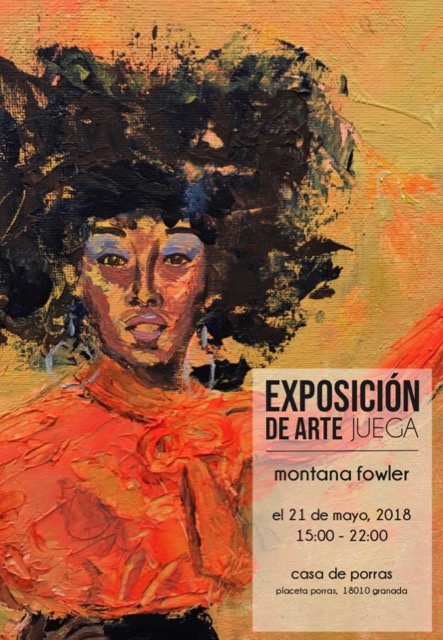 EXPOSICIÓN
DE ARTE JUEGA
montana fowler
el 21 de mayo, 2018
15:00 - 22:00
casa de porras
placeta porras, 18010 granada